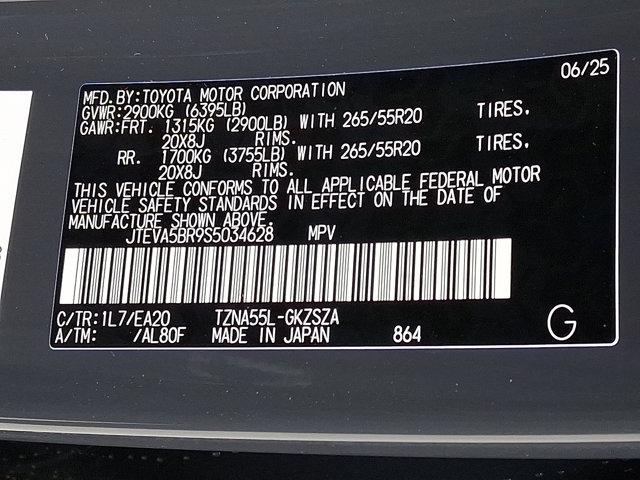 06/25
MFD.BY:TOYOTA MOTOR CORPORATION
GVWR:2900KG (6395LB)
GAWR:FRT. 1315KG (2900LB) WITH 265/55R20 TIRES,
20X8J RIMS.
RR. 1700KG (3755LB) WITH 265/55R20 TIRES,
20X8J RIMS.
THIS VEHICLE CONFORMS TO ALL APPLICABLE FEDERAL MOTOR
VEHICLE SAFETY STANDARDS IN EFFECT ON THE DATE OF
MANUFACTURE SHOWN ABOVE.
JTEVA5BR9S5034628 MPV
C/TR:1L7/EA20 TZNA55L-GKZSZA
A/TM: /AL80F MADE IN JAPAN 864 G